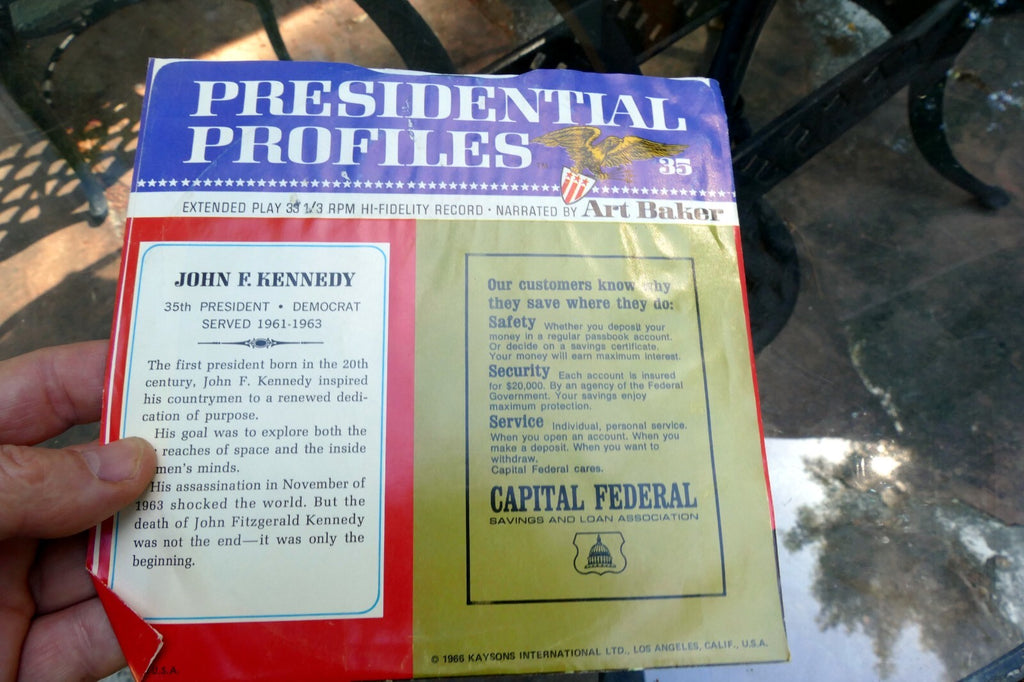 PRESIDENTIAL
PROFILES
35
EXTENDED PLAY 33 1/3 RPM HI-FIDELITY RECORD · NARRATED BY Art Baker
JOHN F. KENNEDY
35th PRESIDENT • DEMOCRAT
SERVED 1961-1963
The first president born in the 20th
century, John F. Kennedy inspired
his countrymen to a renewed dedi-
cation of purpose.
His goal was to explore both the
reaches of space and the inside
men's minds.
His assassination in November of
1963 shocked the world. But the
death of John Fitzgerald Kennedy
was not the end—it was only the
beginning.
U.S.A.
Our customers know why
they save where they do:
Safety Whether you deposit your
money in a regular passbook account.
Or decide on a savings certificate.
Your money will earn maximum interest.
Security Each account is insured
for $20,000. By an agency of the Federal
Government. Your savings enjoy
maximum protection.
Service Individual, personal service.
When you open an account. When you
make a deposit. When you want to
withdraw.
Capital Federal cares.
CAPITAL FEDERAL
SAVINGS AND LOAN ASSOCIATION
© 1966 KAYSONS INTERNATIONAL LTD., LOS ANGELES, CALIF., U.S.A.